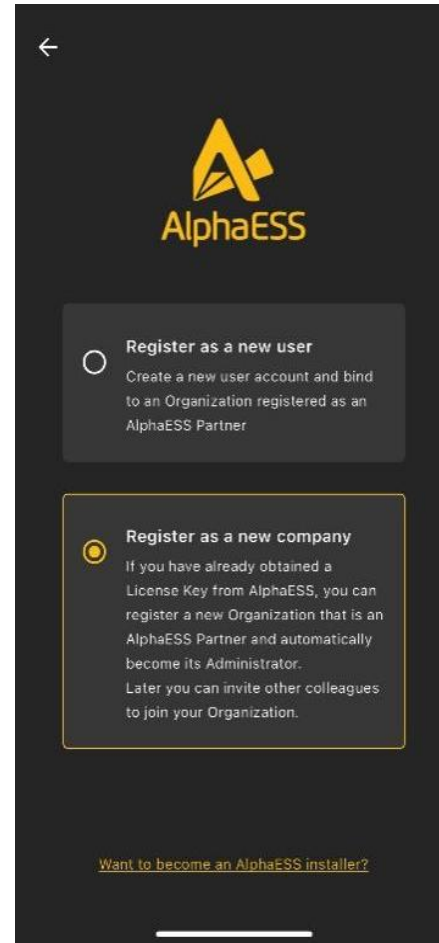 AlphaESS
Register as a new user
Create a new user account and bind
to an Organization registered as an
AlphaESS Partner
Register as a new company
If you have already obtained a
License Key from AlphaESS, you can
register a new Organization that is an
AlphaESS Partner and automatically
become its Administrator.
Later you can invite other colleagues
to join your Organization.
Want to become an AlphaESS installer?